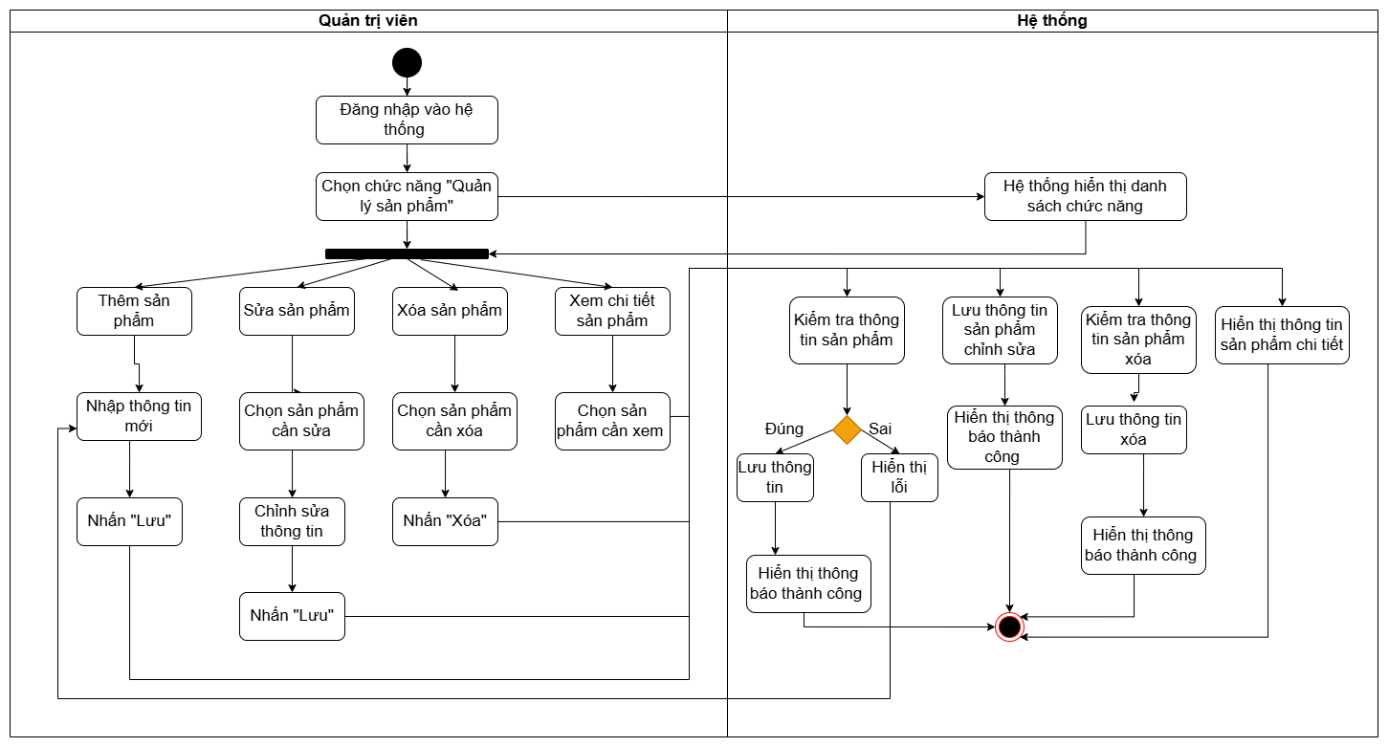 Quản trị viên
Hệ thống
Đăng nhập vào hệ
thống
Chọn chức năng "Quản
lý sản phẩm"
Hệ thống hiển thị danh
sách chức năng
Thêm sản
phẩm
Sửa sản phẩm
Xóa sản phẩm
Xem chi tiết
sản phẩm
Kiểm tra thông
tin sản phẩm
Lưu thông tin
sản phẩm
chỉnh sửa
Kiểm tra thông
tin sản phẩm
xóa
Hiển thị thông tin
sản phẩm chi tiết
Nhập thông tin
mới
Chọn sản phẩm
cần sửa
Chọn sản phẩm
cần xóa
Chọn sản
phẩm cần xem
Đúng
Sai
Hiển thị thông
báo thành
công
Lưu thông tin
xóa
Lưu thông
tin
Hiển thị
lỗi
Nhấn "Lưu"
Chỉnh sửa
thông tin
Nhấn "Xóa"
Hiển thị thông
báo thành công
Hiển thị thông
báo thành công
Nhấn "Lưu"